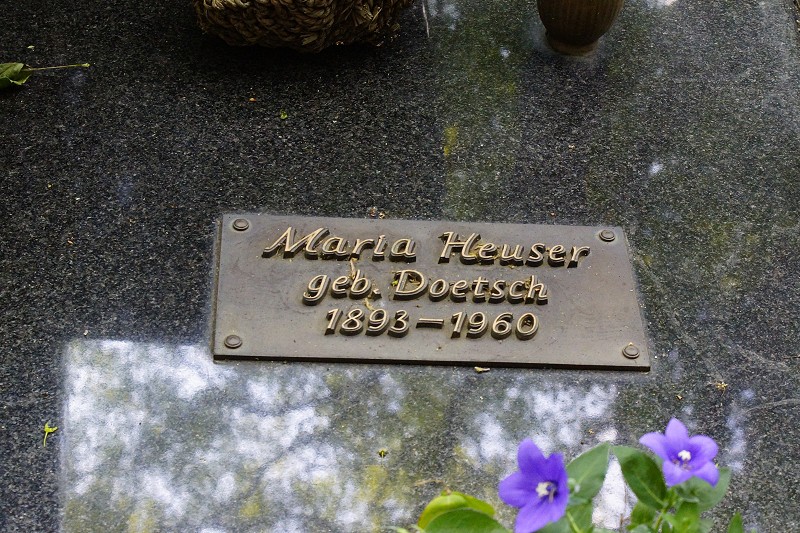 Maria Heuser
geb. Doetsch
1893–1960